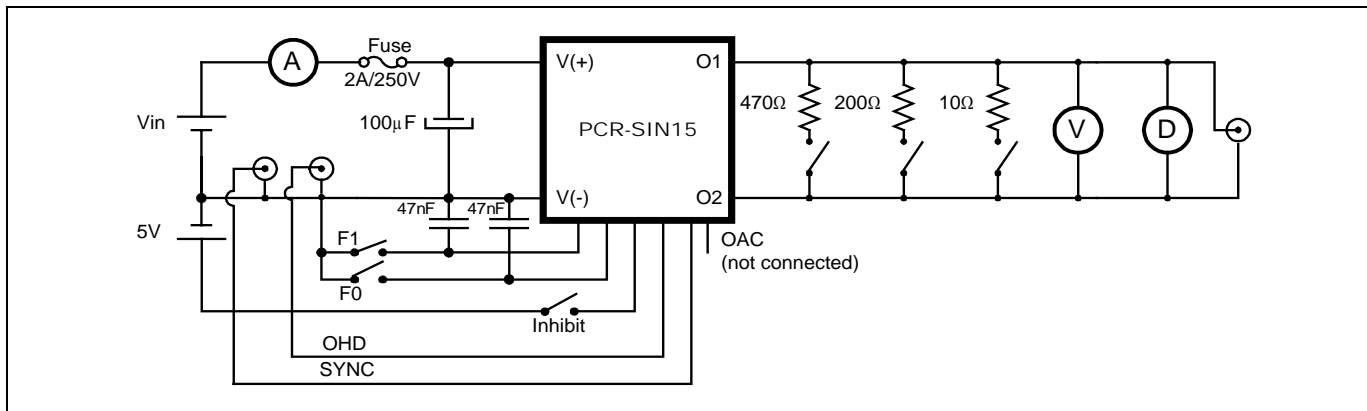 A
Fuse
2A/250V
V(+)
O1
470Ω
200Ω
10Ω
100μF
Vin
PCR-SIN15
V
D
V(-)
O2
47nF
47nF
5V
F1
OAC
(not connected)
F0
Inhibit
OHD
SYNC